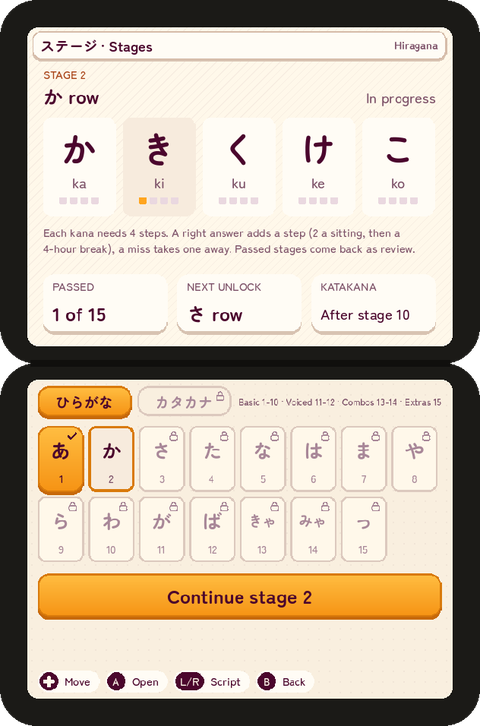 ステージ · Stages
Hiragana
STAGE 2
か row
In progress
か き く け こ
ka ki ku ke ko
Each kana needs 4 steps. A right answer adds a step (2 a sitting, then a
4-hour break), a miss takes one away. Passed stages come back as review.
PASSED NEXT UNLOCK KATAKANA
1 of 15 さ row After stage 10
ひらがな カタカナ Basic 1-10 · Voiced 11-12 · Combos 13-14 · Extras 15
あ か さ た な は ま や
1 2 3 4 5 6 7 8
ら わ が ば きゃ みゃ っ
9 10 11 12 13 14 15
Continue stage 2
Move A Open L/R Script B Back